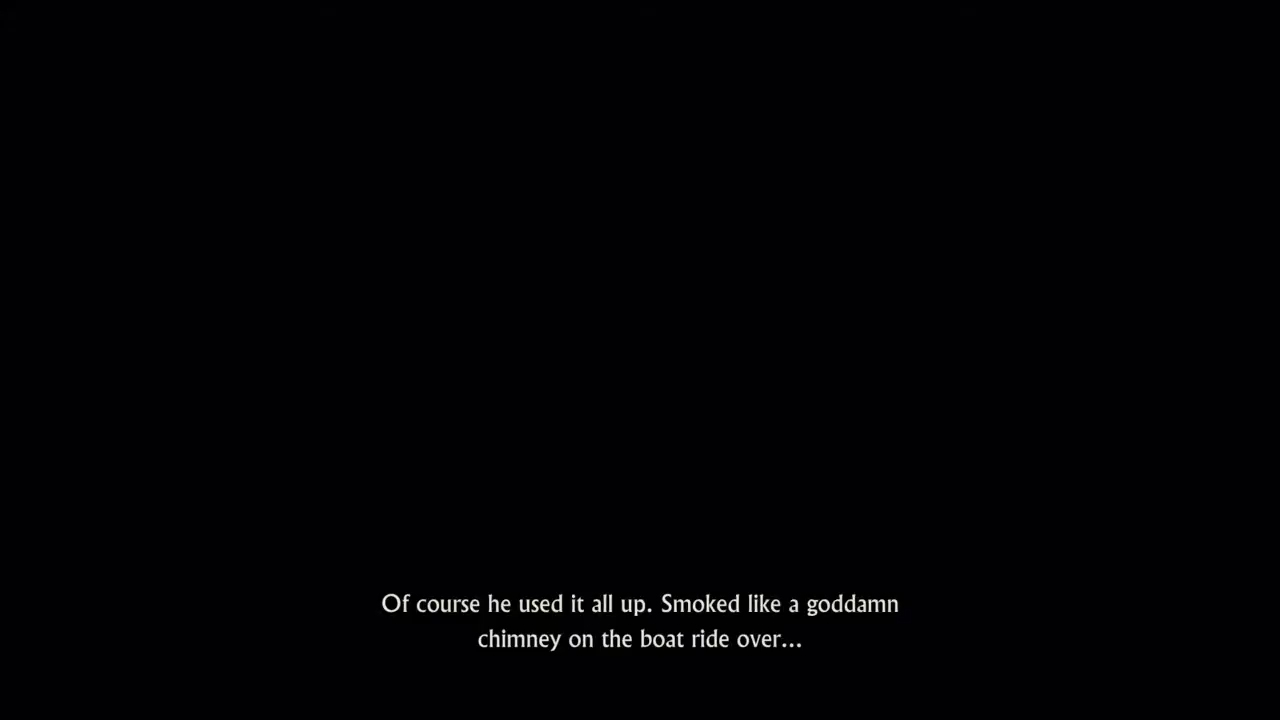 Of course he used it all up. Smoked like a goddamn
chimney on the boat ride over...